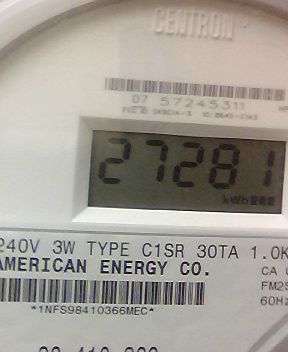 CENTRON
07 57245311
27281
kWh
240V 3W TYPE C1SR 30TA 1.0K
AMERICAN ENERGY CO.
CA
FM2S
60Hz
*1NFS98410366MEC*